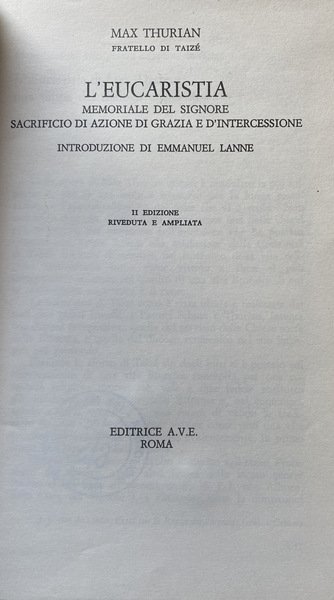 MAX THURIAN
FRATELLO DI TAIZÉ
L'EUCARISTIA
MEMORIALE DEL SIGNORE
SACRIFICIO DI AZIONE DI GRAZIA E D'INTERCESSIONE
INTRODUZIONE DI EMMANUEL LANNE
II EDIZIONE
RIVEDUTA E AMPLIATA
EDITRICE A.V.E.
ROMA